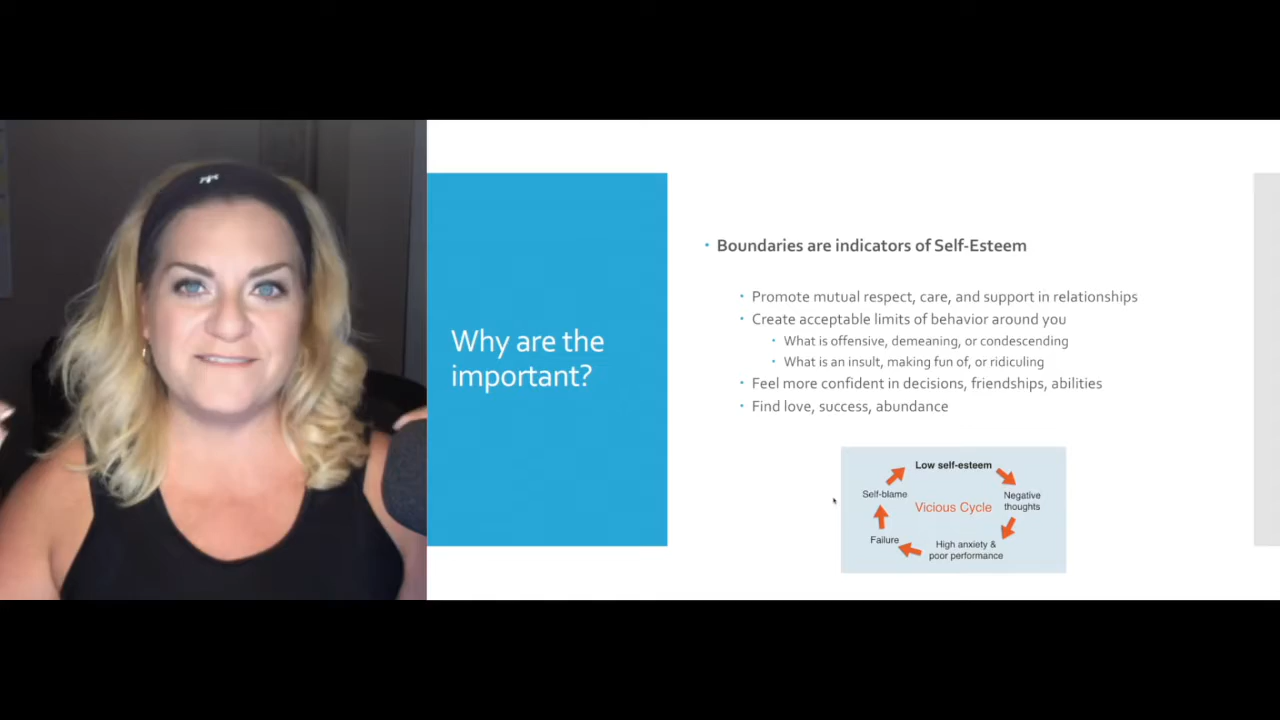 Why are the
important?
Boundaries are indicators of Self-Esteem
Promote mutual respect, care, and support in relationships
Create acceptable limits of behavior around you
What is offensive, demeaning, or condescending
What is an insult, making fun of, or ridiculing
Feel more confident in decisions, friendships, abilities
Find love, success, abundance
Low self-esteem
Negative
thoughts
High anxiety &
poor performance
Failure
Self-blame
Vicious Cycle